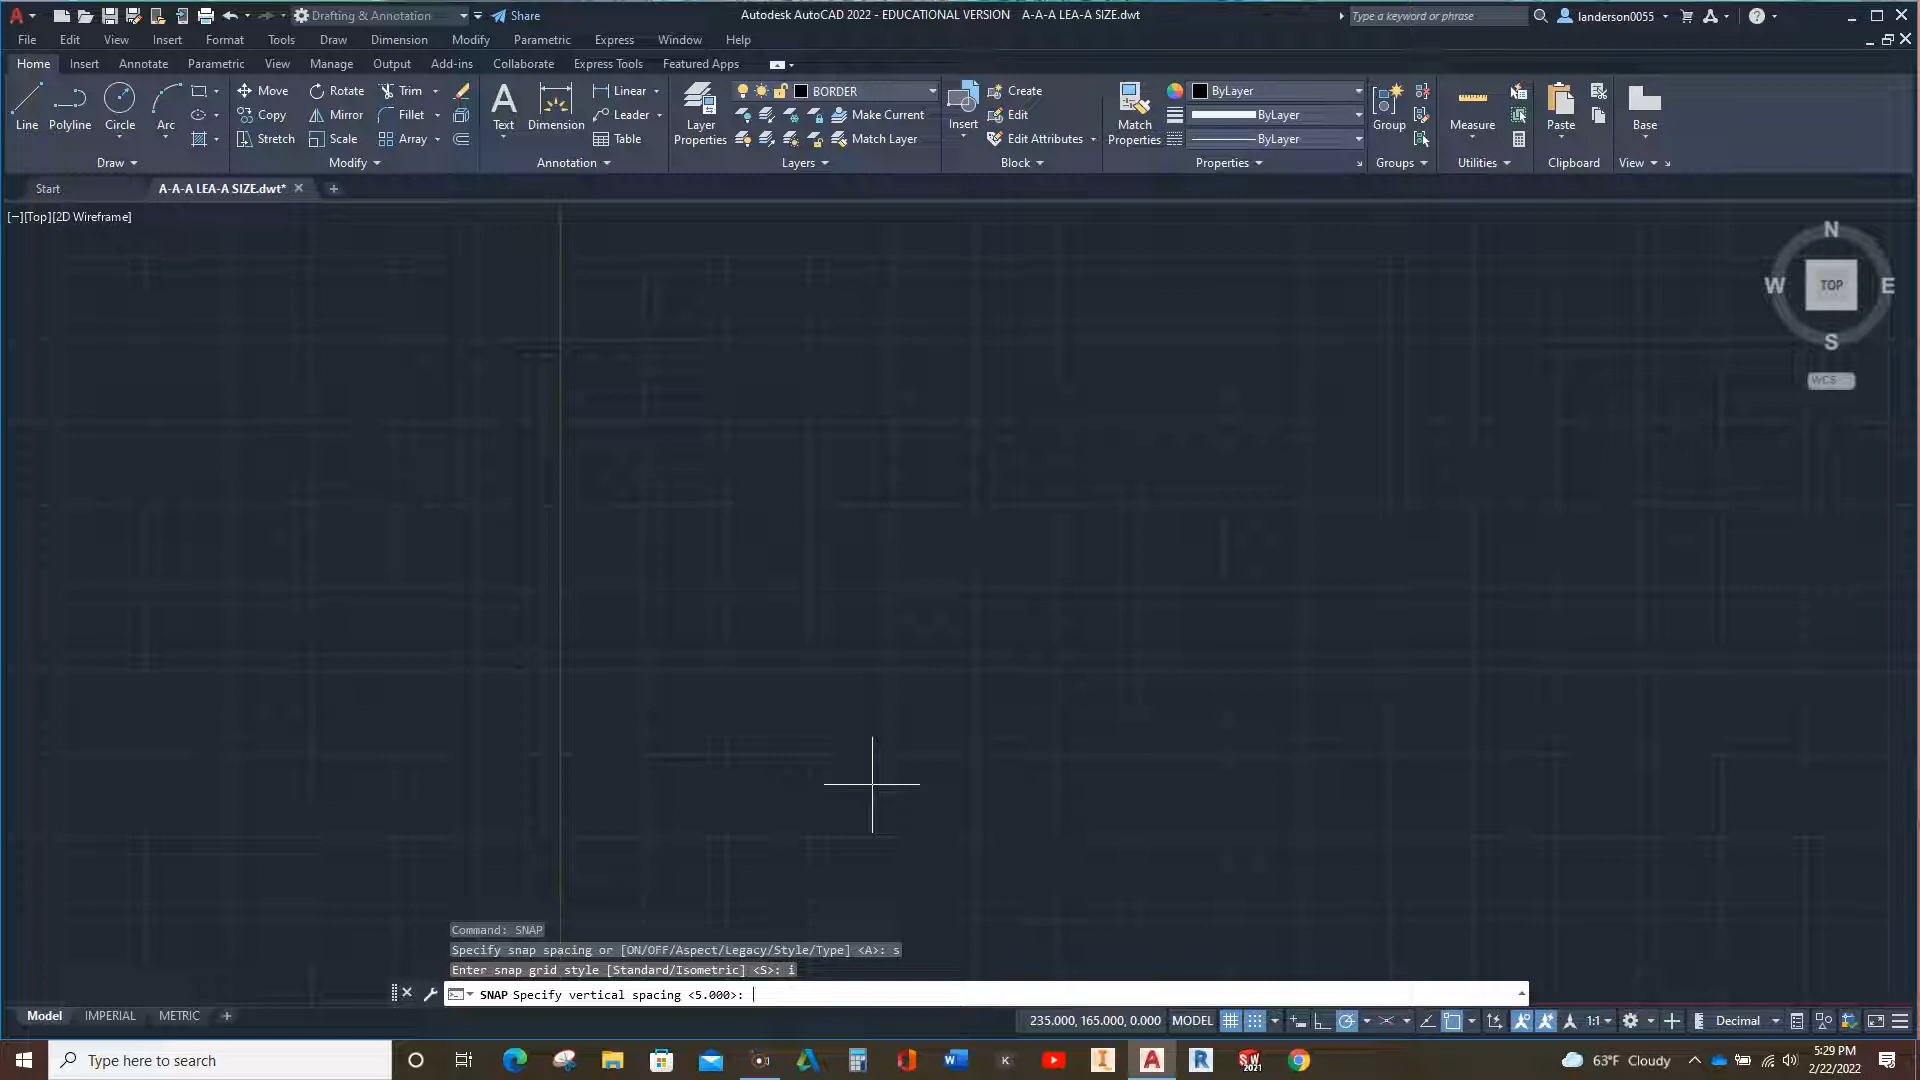 Drafting & Annotation
Share
Autodesk AutoCAD 2022 - EDUCATIONAL VERSION A-A-A LEA-A SIZE.dwt
Type a keyword or phrase
landerson0055
File Edit View Insert Format Tools Draw Dimension Modify Parametric Express Window Help
Home Insert Annotate Parametric View Manage Output Add-ins Collaborate Express Tools Featured Apps
Line
Polyline
Circle
Arc
Draw
Move
Rotate
Trim
Copy
Mirror
Fillet
Stretch
Scale
Array
Modify
Text
Dimension
Linear
Leader
Table
Annotation
Layer
Properties
BORDER
Make Current
Match Layer
Layers
Insert
Create
Edit
Edit Attributes
Block
Match
Properties
ByLayer
ByLayer
ByLayer
Properties
Group
Groups
Measure
Utilities
Paste
Clipboard
Base
View
Start
A-A-A LEA-A SIZE.dwt*
[−][Top][2D Wireframe]
N
W
TOP
E
S
WCS
Command: SNAP
Specify snap spacing or [ON/OFF/Aspect/Legacy/Style/Type] <A>: s
Enter snap grid style [Standard/Isometric] <S>: i
SNAP Specify vertical spacing <5.000>:
Model IMPERIAL METRIC
235.000, 165.000, 0.000 MODEL
1:1
Decimal
Type here to search
SW
2021
63°F Cloudy
5:29 PM
2/22/2022